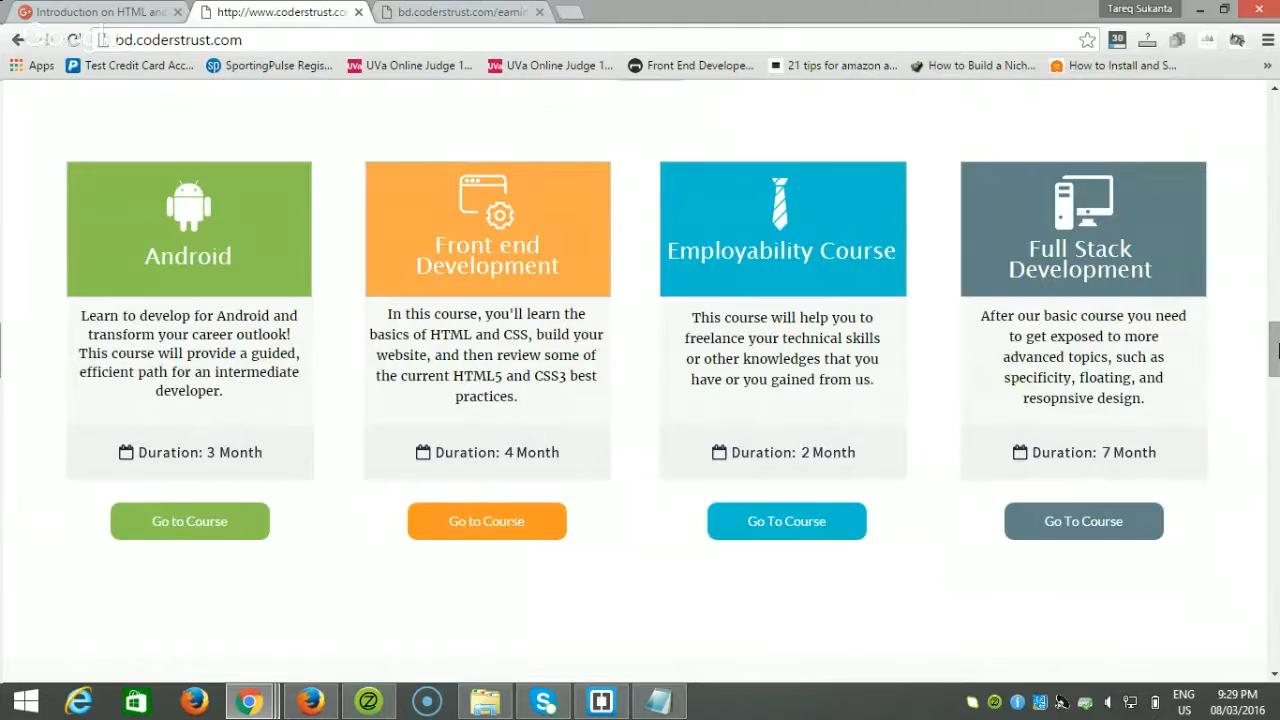 Introduction on HTML and
http://www.coderstrust.co
bd.coderstrust.com/earnin
Tareq Sukanta
bd.coderstrust.com
30
Apps
Test Credit Card Acc...
SportingPulse Regis...
UVa Online Judge 1...
UVa Online Judge 1...
Front End Develope...
21 tips for amazon a...
How to Build a Nich...
How to Install and S...
»
Android
Learn to develop for Android and
transform your career outlook!
This course will provide a guided,
efficient path for an intermediate
developer.
Duration: 3 Month
Go to Course
Front end
Development
In this course, you'll learn the
basics of HTML and CSS, build your
website, and then review some of
the current HTML5 and CSS3 best
practices.
Duration: 4 Month
Go to Course
Employability Course
This course will help you to
freelance your technical skills
or other knowledges that you
have or you gained from us.
Duration: 2 Month
Go To Course
Full Stack
Development
After our basic course you need
to get exposed to more
advanced topics, such as
specificity, floating, and
resopnsive design.
Duration: 7 Month
Go To Course
ENG
US
9:29 PM
08/03/2016